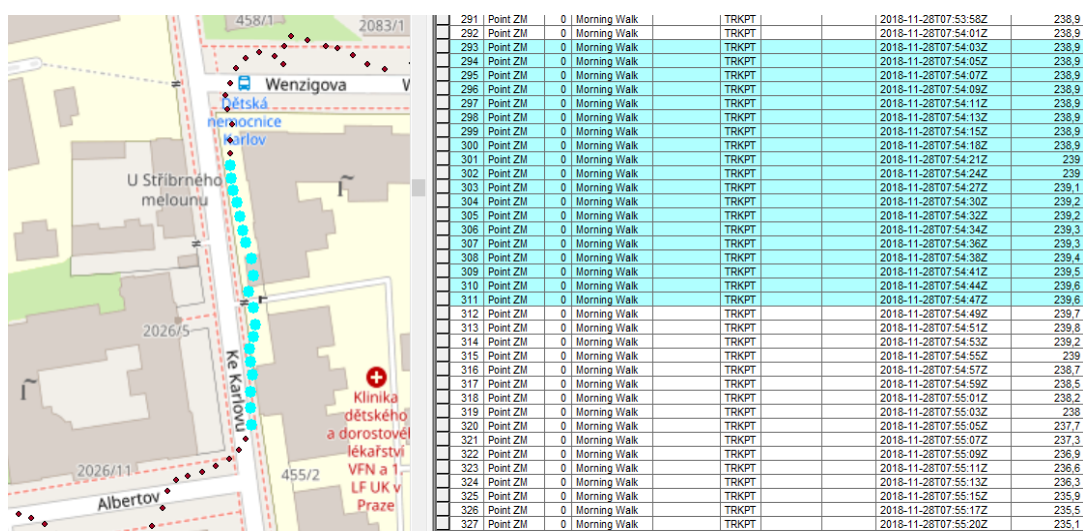 458/1
2083/1
Wenzigova
Dětská
nemocnice
Karlov
U Stříbrného
melounu
2026/5
Ke Karlovu
Klinika
dětského
a dorostové
lékařství
VFN a 1.
LF UK v
Praze
2026/11
455/2
Albertov
291 Point ZM 0 Morning Walk TRKPT 2018-11-28T07:53:58Z 238,9
292 Point ZM 0 Morning Walk TRKPT 2018-11-28T07:54:01Z 238,9
293 Point ZM 0 Morning Walk TRKPT 2018-11-28T07:54:03Z 238,9
294 Point ZM 0 Morning Walk TRKPT 2018-11-28T07:54:05Z 238,9
295 Point ZM 0 Morning Walk TRKPT 2018-11-28T07:54:07Z 238,9
296 Point ZM 0 Morning Walk TRKPT 2018-11-28T07:54:09Z 238,9
297 Point ZM 0 Morning Walk TRKPT 2018-11-28T07:54:11Z 238,9
298 Point ZM 0 Morning Walk TRKPT 2018-11-28T07:54:13Z 238,9
299 Point ZM 0 Morning Walk TRKPT 2018-11-28T07:54:15Z 238,9
300 Point ZM 0 Morning Walk TRKPT 2018-11-28T07:54:18Z 238,9
301 Point ZM 0 Morning Walk TRKPT 2018-11-28T07:54:21Z 239
302 Point ZM 0 Morning Walk TRKPT 2018-11-28T07:54:24Z 239
303 Point ZM 0 Morning Walk TRKPT 2018-11-28T07:54:27Z 239,1
304 Point ZM 0 Morning Walk TRKPT 2018-11-28T07:54:30Z 239,2
305 Point ZM 0 Morning Walk TRKPT 2018-11-28T07:54:32Z 239,2
306 Point ZM 0 Morning Walk TRKPT 2018-11-28T07:54:34Z 239,3
307 Point ZM 0 Morning Walk TRKPT 2018-11-28T07:54:36Z 239,3
308 Point ZM 0 Morning Walk TRKPT 2018-11-28T07:54:38Z 239,4
309 Point ZM 0 Morning Walk TRKPT 2018-11-28T07:54:41Z 239,5
310 Point ZM 0 Morning Walk TRKPT 2018-11-28T07:54:44Z 239,6
311 Point ZM 0 Morning Walk TRKPT 2018-11-28T07:54:47Z 239,6
312 Point ZM 0 Morning Walk TRKPT 2018-11-28T07:54:49Z 239,7
313 Point ZM 0 Morning Walk TRKPT 2018-11-28T07:54:51Z 239,8
314 Point ZM 0 Morning Walk TRKPT 2018-11-28T07:54:53Z 239,2
315 Point ZM 0 Morning Walk TRKPT 2018-11-28T07:54:55Z 239
316 Point ZM 0 Morning Walk TRKPT 2018-11-28T07:54:57Z 238,7
317 Point ZM 0 Morning Walk TRKPT 2018-11-28T07:54:59Z 238,5
318 Point ZM 0 Morning Walk TRKPT 2018-11-28T07:55:01Z 238,2
319 Point ZM 0 Morning Walk TRKPT 2018-11-28T07:55:03Z 238
320 Point ZM 0 Morning Walk TRKPT 2018-11-28T07:55:05Z 237,7
321 Point ZM 0 Morning Walk TRKPT 2018-11-28T07:55:07Z 237,3
322 Point ZM 0 Morning Walk TRKPT 2018-11-28T07:55:09Z 236,9
323 Point ZM 0 Morning Walk TRKPT 2018-11-28T07:55:11Z 236,6
324 Point ZM 0 Morning Walk TRKPT 2018-11-28T07:55:13Z 236,3
325 Point ZM 0 Morning Walk TRKPT 2018-11-28T07:55:15Z 235,9
326 Point ZM 0 Morning Walk TRKPT 2018-11-28T07:55:17Z 235,5
327 Point ZM 0 Morning Walk TRKPT 2018-11-28T07:55:20Z 235,1